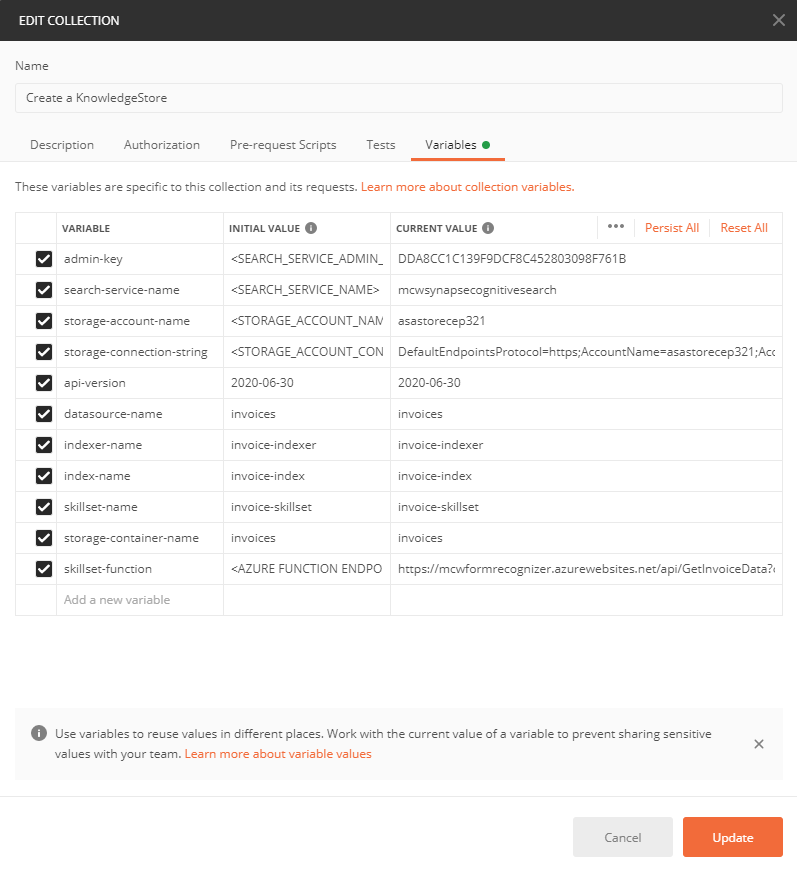 EDIT COLLECTION
Name
Create a KnowledgeStore
Description Authorization Pre-request Scripts Tests Variables
These variables are specific to this collection and its requests. Learn more about collection variables.
VARIABLE INITIAL VALUE CURRENT VALUE ••• Persist All Reset All
admin-key <SEARCH_SERVICE_ADMIN_ DDA8CC1C139F9DCF8C452803098F761B
search-service-name <SEARCH_SERVICE_NAME> mcwsynapsecognitivesearch
storage-account-name <STORAGE_ACCOUNT_NAM asastorecep321
storage-connection-string <STORAGE_ACCOUNT_CON DefaultEndpointsProtocol=https;AccountName=asastorecep321;Acc
api-version 2020-06-30 2020-06-30
datasource-name invoices invoices
indexer-name invoice-indexer invoice-indexer
index-name invoice-index invoice-index
skillset-name invoice-skillset invoice-skillset
storage-container-name invoices invoices
skillset-function <AZURE FUNCTION ENDPO https://mcwformrecognizer.azurewebsites.net/api/GetInvoiceData?
Add a new variable
Use variables to reuse values in different places. Work with the current value of a variable to prevent sharing sensitive
values with your team. Learn more about variable values
Cancel Update